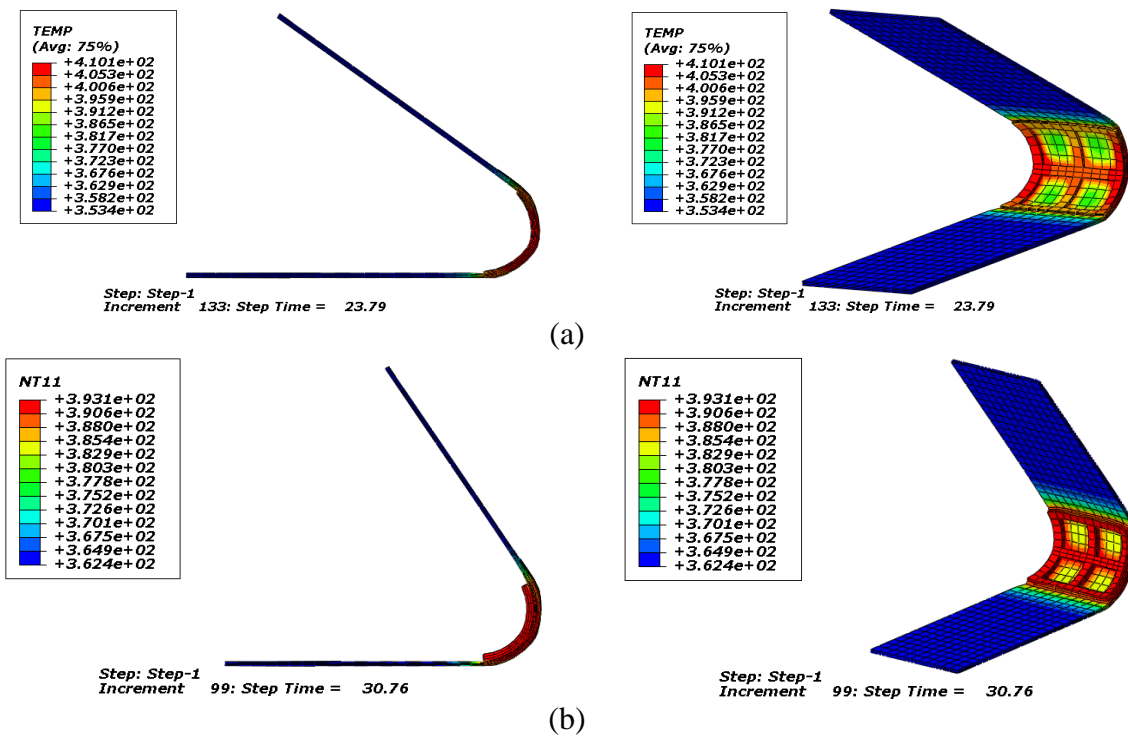 TEMP
(Avg: 75%)
+4.101e+02
+4.053e+02
+4.006e+02
+3.959e+02
+3.912e+02
+3.865e+02
+3.817e+02
+3.770e+02
+3.723e+02
+3.676e+02
+3.629e+02
+3.582e+02
+3.534e+02
Step: Step-1
Increment 133: Step Time = 23.79
TEMP
(Avg: 75%)
+4.101e+02
+4.053e+02
+4.006e+02
+3.959e+02
+3.912e+02
+3.865e+02
+3.817e+02
+3.770e+02
+3.723e+02
+3.676e+02
+3.629e+02
+3.582e+02
+3.534e+02
Step: Step-1
Increment 133: Step Time = 23.79
(a)
NT11
+3.931e+02
+3.906e+02
+3.880e+02
+3.854e+02
+3.829e+02
+3.803e+02
+3.778e+02
+3.752e+02
+3.726e+02
+3.701e+02
+3.675e+02
+3.649e+02
+3.624e+02
Step: Step-1
Increment 99: Step Time = 30.76
NT11
+3.931e+02
+3.906e+02
+3.880e+02
+3.854e+02
+3.829e+02
+3.803e+02
+3.778e+02
+3.752e+02
+3.726e+02
+3.701e+02
+3.675e+02
+3.649e+02
+3.624e+02
Step: Step-1
Increment 99: Step Time = 30.76
(b)